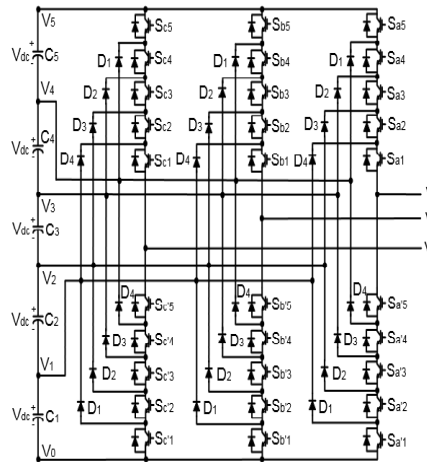 V5 Sc5 Sb5 Sa5
Vdc + - C5 D1 Sc4 D1 Sb4 D1 Sa4
V4 D2 Sc3 D2 Sb3 D2 Sa3
Vdc + - C4 D3 Sc2 D3 Sb2 D3 Sa2
D4 Sc1 D4 Sb1 D4 Sa1
V3 V
Vdc + - C3 V
V2 V
D4 Sc'5 D4 Sb'5 D4 Sa'5
Vdc + - C2 D3 Sc'4 D3 Sb'4 D3 Sa'4
V1 D2 Sc'3 D2 Sb'3 D2 Sa'3
Vdc + - C1 D1 Sc'2 D1 Sb'2 D1 Sa'2
V0 Sc'1 Sb'1 Sa'1